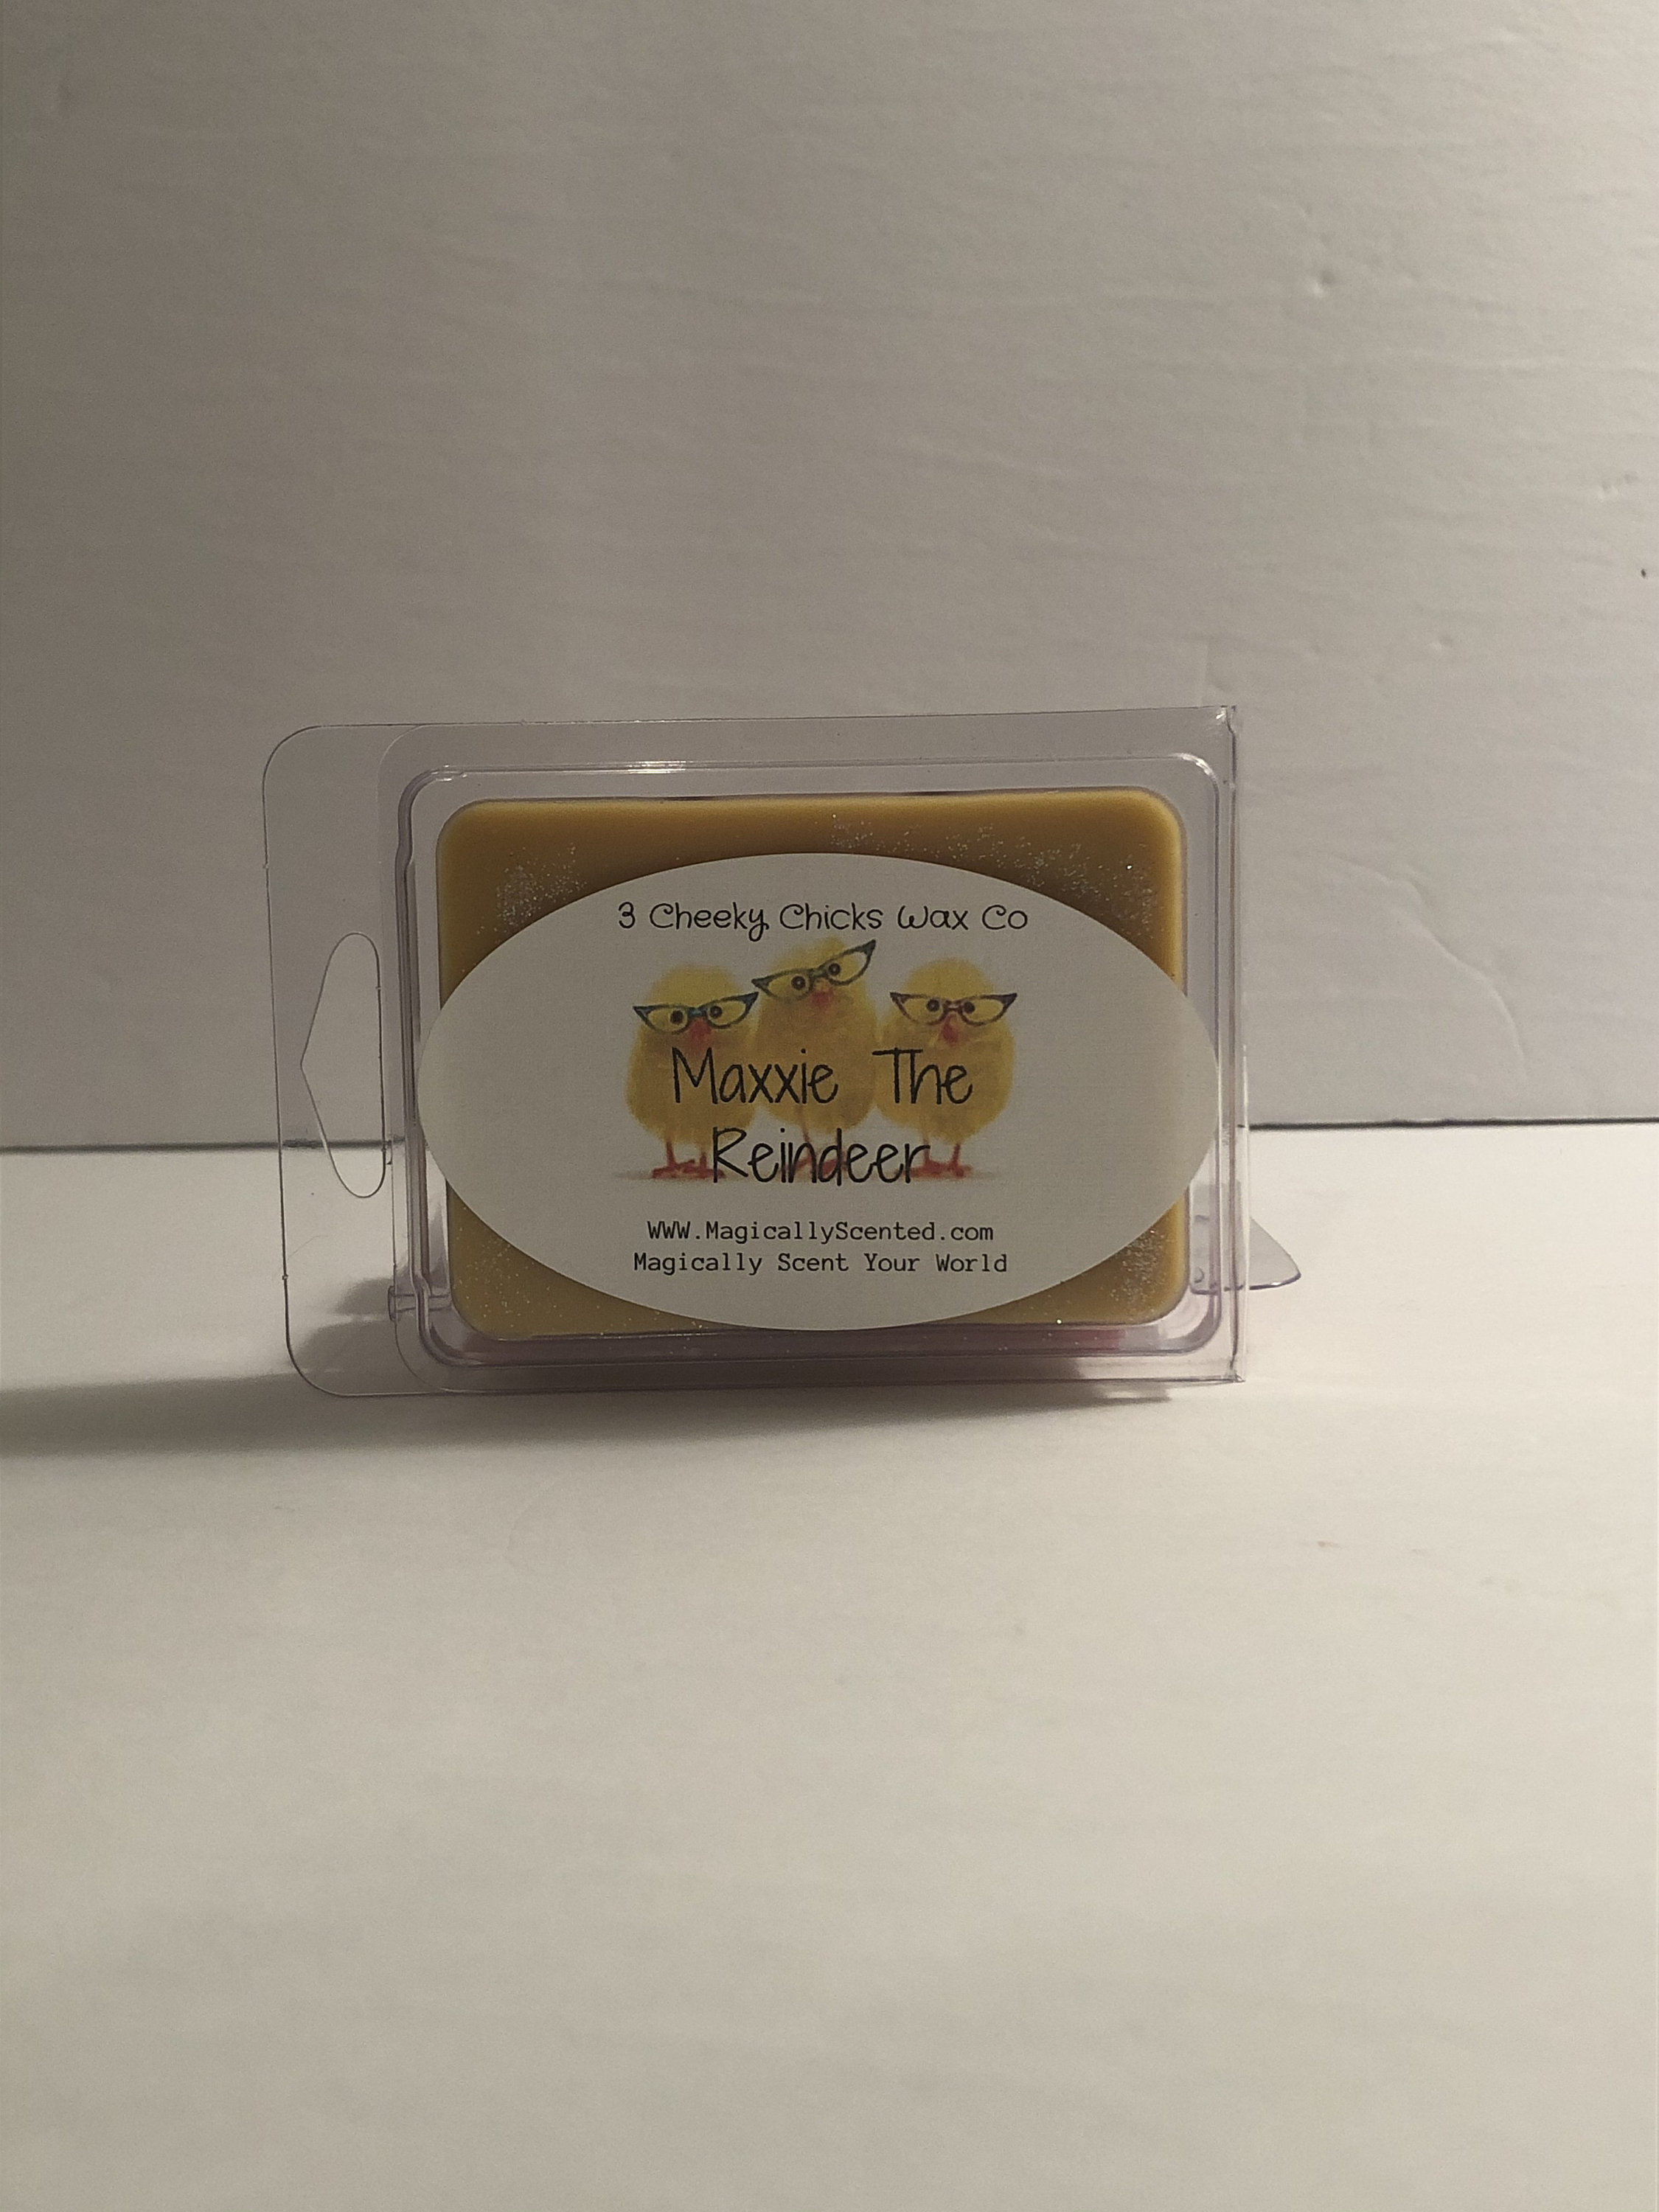 3 Cheeky Chicks Wax Co
Maxxie The
Reindeer
WWW.MagicallyScented.com
Magically Scent Your World